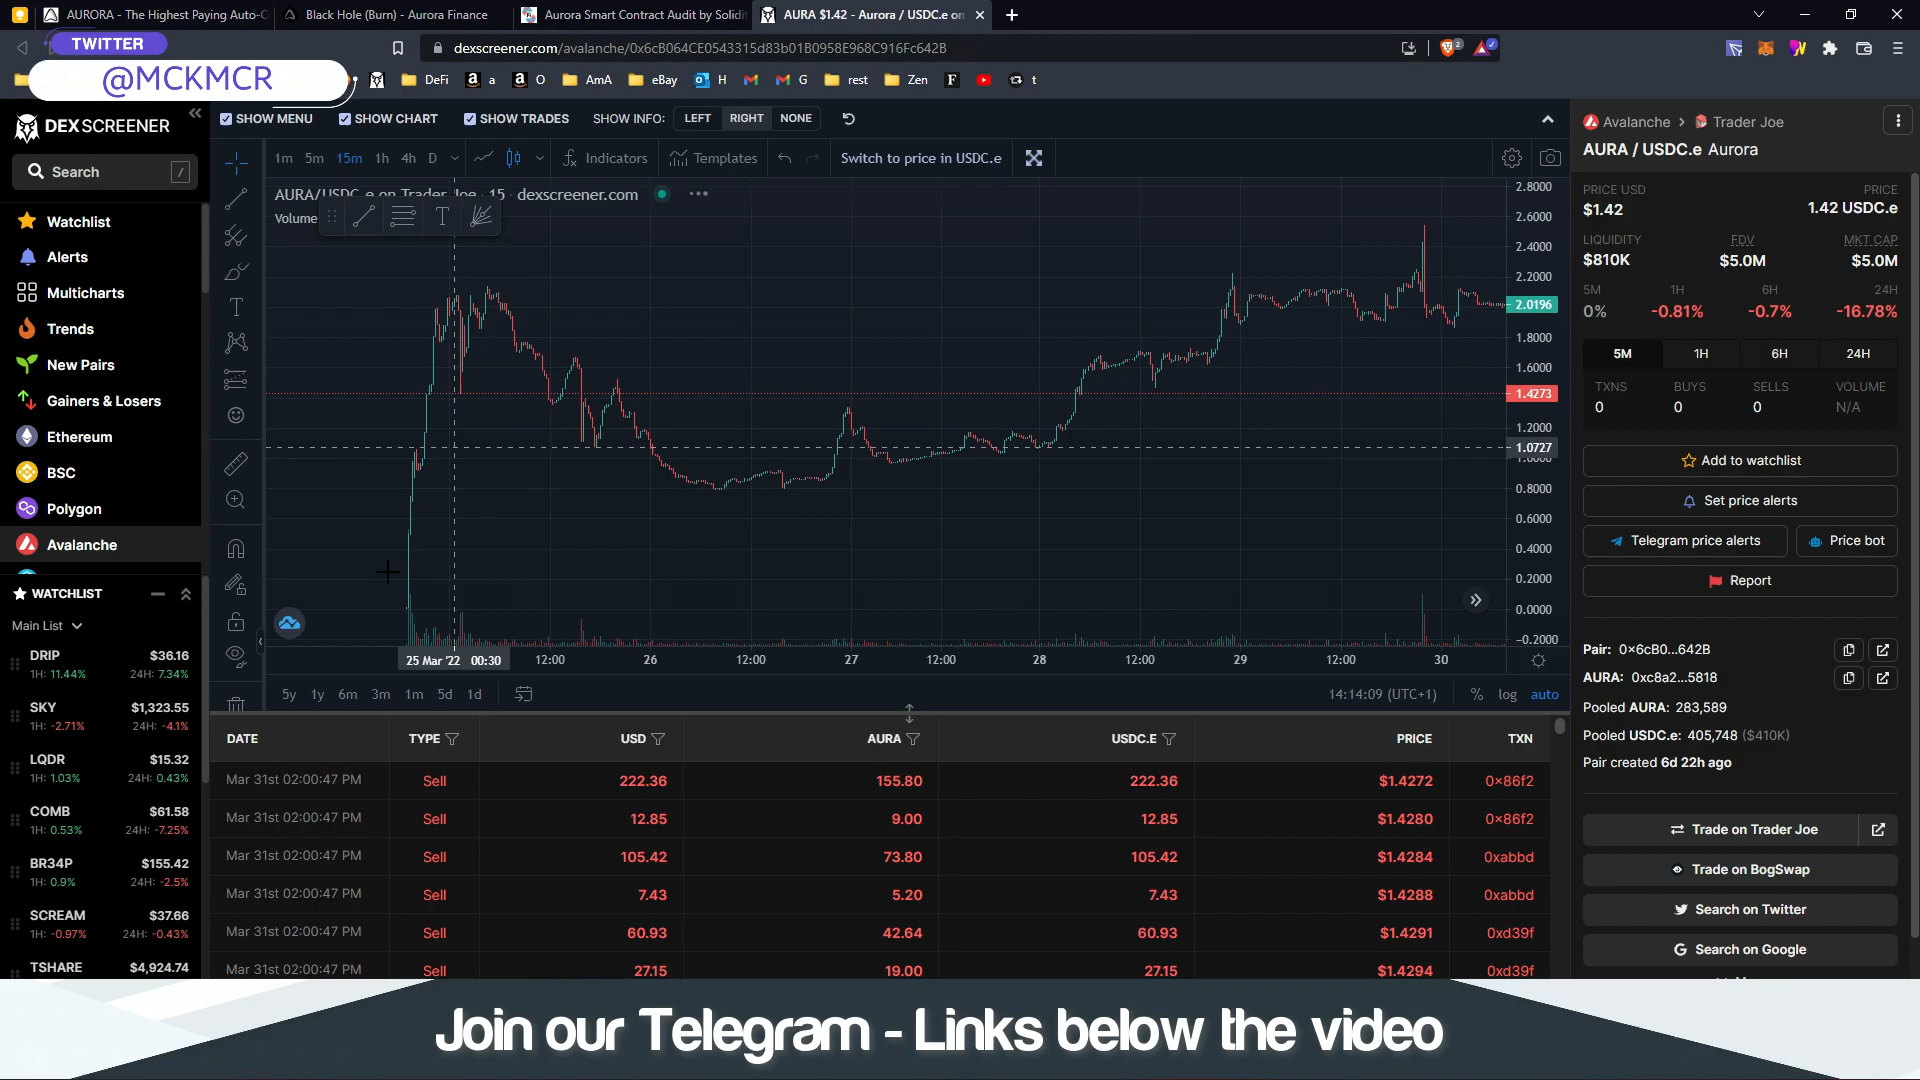 AURORA - The Highest Paying Auto-C
Black Hole (Burn) - Aurora Finance
Aurora Smart Contract Audit by Solidi
AURA $1.42 - Aurora / USDC.e on
TWITTER
@MCKMCR
dexscreener.com/avalanche/0x6cB064CE0543315d83b01B0958E968C916Fc642B
2
DeFi
a
O
AmA
eBay
H
G
rest
Zen
F
t
DEXSCREENER
SHOW MENU
SHOW CHART
SHOW TRADES
SHOW INFO:
LEFT
RIGHT
NONE
Search
/
1m 5m 15m 1h 4h D
Indicators
Templates
Switch to price in USDC.e
AURA/USDC.e on Trader Joe · 15 · dexscreener.com
Volume
Watchlist
Alerts
Multicharts
Trends
New Pairs
Gainers & Losers
Ethereum
BSC
Polygon
Avalanche
2.8000
2.6000
2.4000
2.2000
2.0196
1.8000
1.6000
1.4273
1.2000
1.0727
1.0000
0.8000
0.6000
0.4000
0.2000
0.0000
-0.2000
25 Mar '22 00:30
12:00
26
12:00
27
12:00
28
12:00
29
12:00
30
5y 1y 6m 3m 1m 5d 1d
14:14:09 (UTC+1)
%
log
auto
WATCHLIST
Main List
DRIP $36.16
1H: 11.44% 24H: 7.34%
SKY $1,323.55
1H: -2.71% 24H: -4.1%
LQDR $15.32
1H: 1.03% 24H: 0.43%
COMB $61.58
1H: 0.53% 24H: -7.25%
BR34P $155.42
1H: 0.9% 24H: -2.5%
SCREAM $37.66
1H: -0.97% 24H: -0.43%
TSHARE $4,924.74
DATE TYPE USD AURA USDC.E PRICE TXN
Mar 31st 02:00:47 PM Sell 222.36 155.80 222.36 $1.4272 0×86f2
Mar 31st 02:00:47 PM Sell 12.85 9.00 12.85 $1.4280 0×86f2
Mar 31st 02:00:47 PM Sell 105.42 73.80 105.42 $1.4284 0xabbd
Mar 31st 02:00:47 PM Sell 7.43 5.20 7.43 $1.4288 0xabbd
Mar 31st 02:00:47 PM Sell 60.93 42.64 60.93 $1.4291 0xd39f
Mar 31st 02:00:47 PM Sell 27.15 19.00 27.15 $1.4294 0xd39f
Avalanche > Trader Joe
AURA / USDC.e Aurora
PRICE USD
PRICE
$1.42
1.42 USDC.e
LIQUIDITY
FDV
MKT CAP
$810K
$5.0M
$5.0M
5M 1H 6H 24H
0% -0.81% -0.7% -16.78%
5M 1H 6H 24H
TXNS BUYS SELLS VOLUME
0 0 0 N/A
Add to watchlist
Set price alerts
Telegram price alerts
Price bot
Report
Pair: 0×6cB0...642B
AURA: 0xc8a2...5818
Pooled AURA: 283,589
Pooled USDC.e: 405,748 ($410K)
Pair created 6d 22h ago
Trade on Trader Joe
Trade on BogSwap
Search on Twitter
Search on Google
Join our Telegram - Links below the video